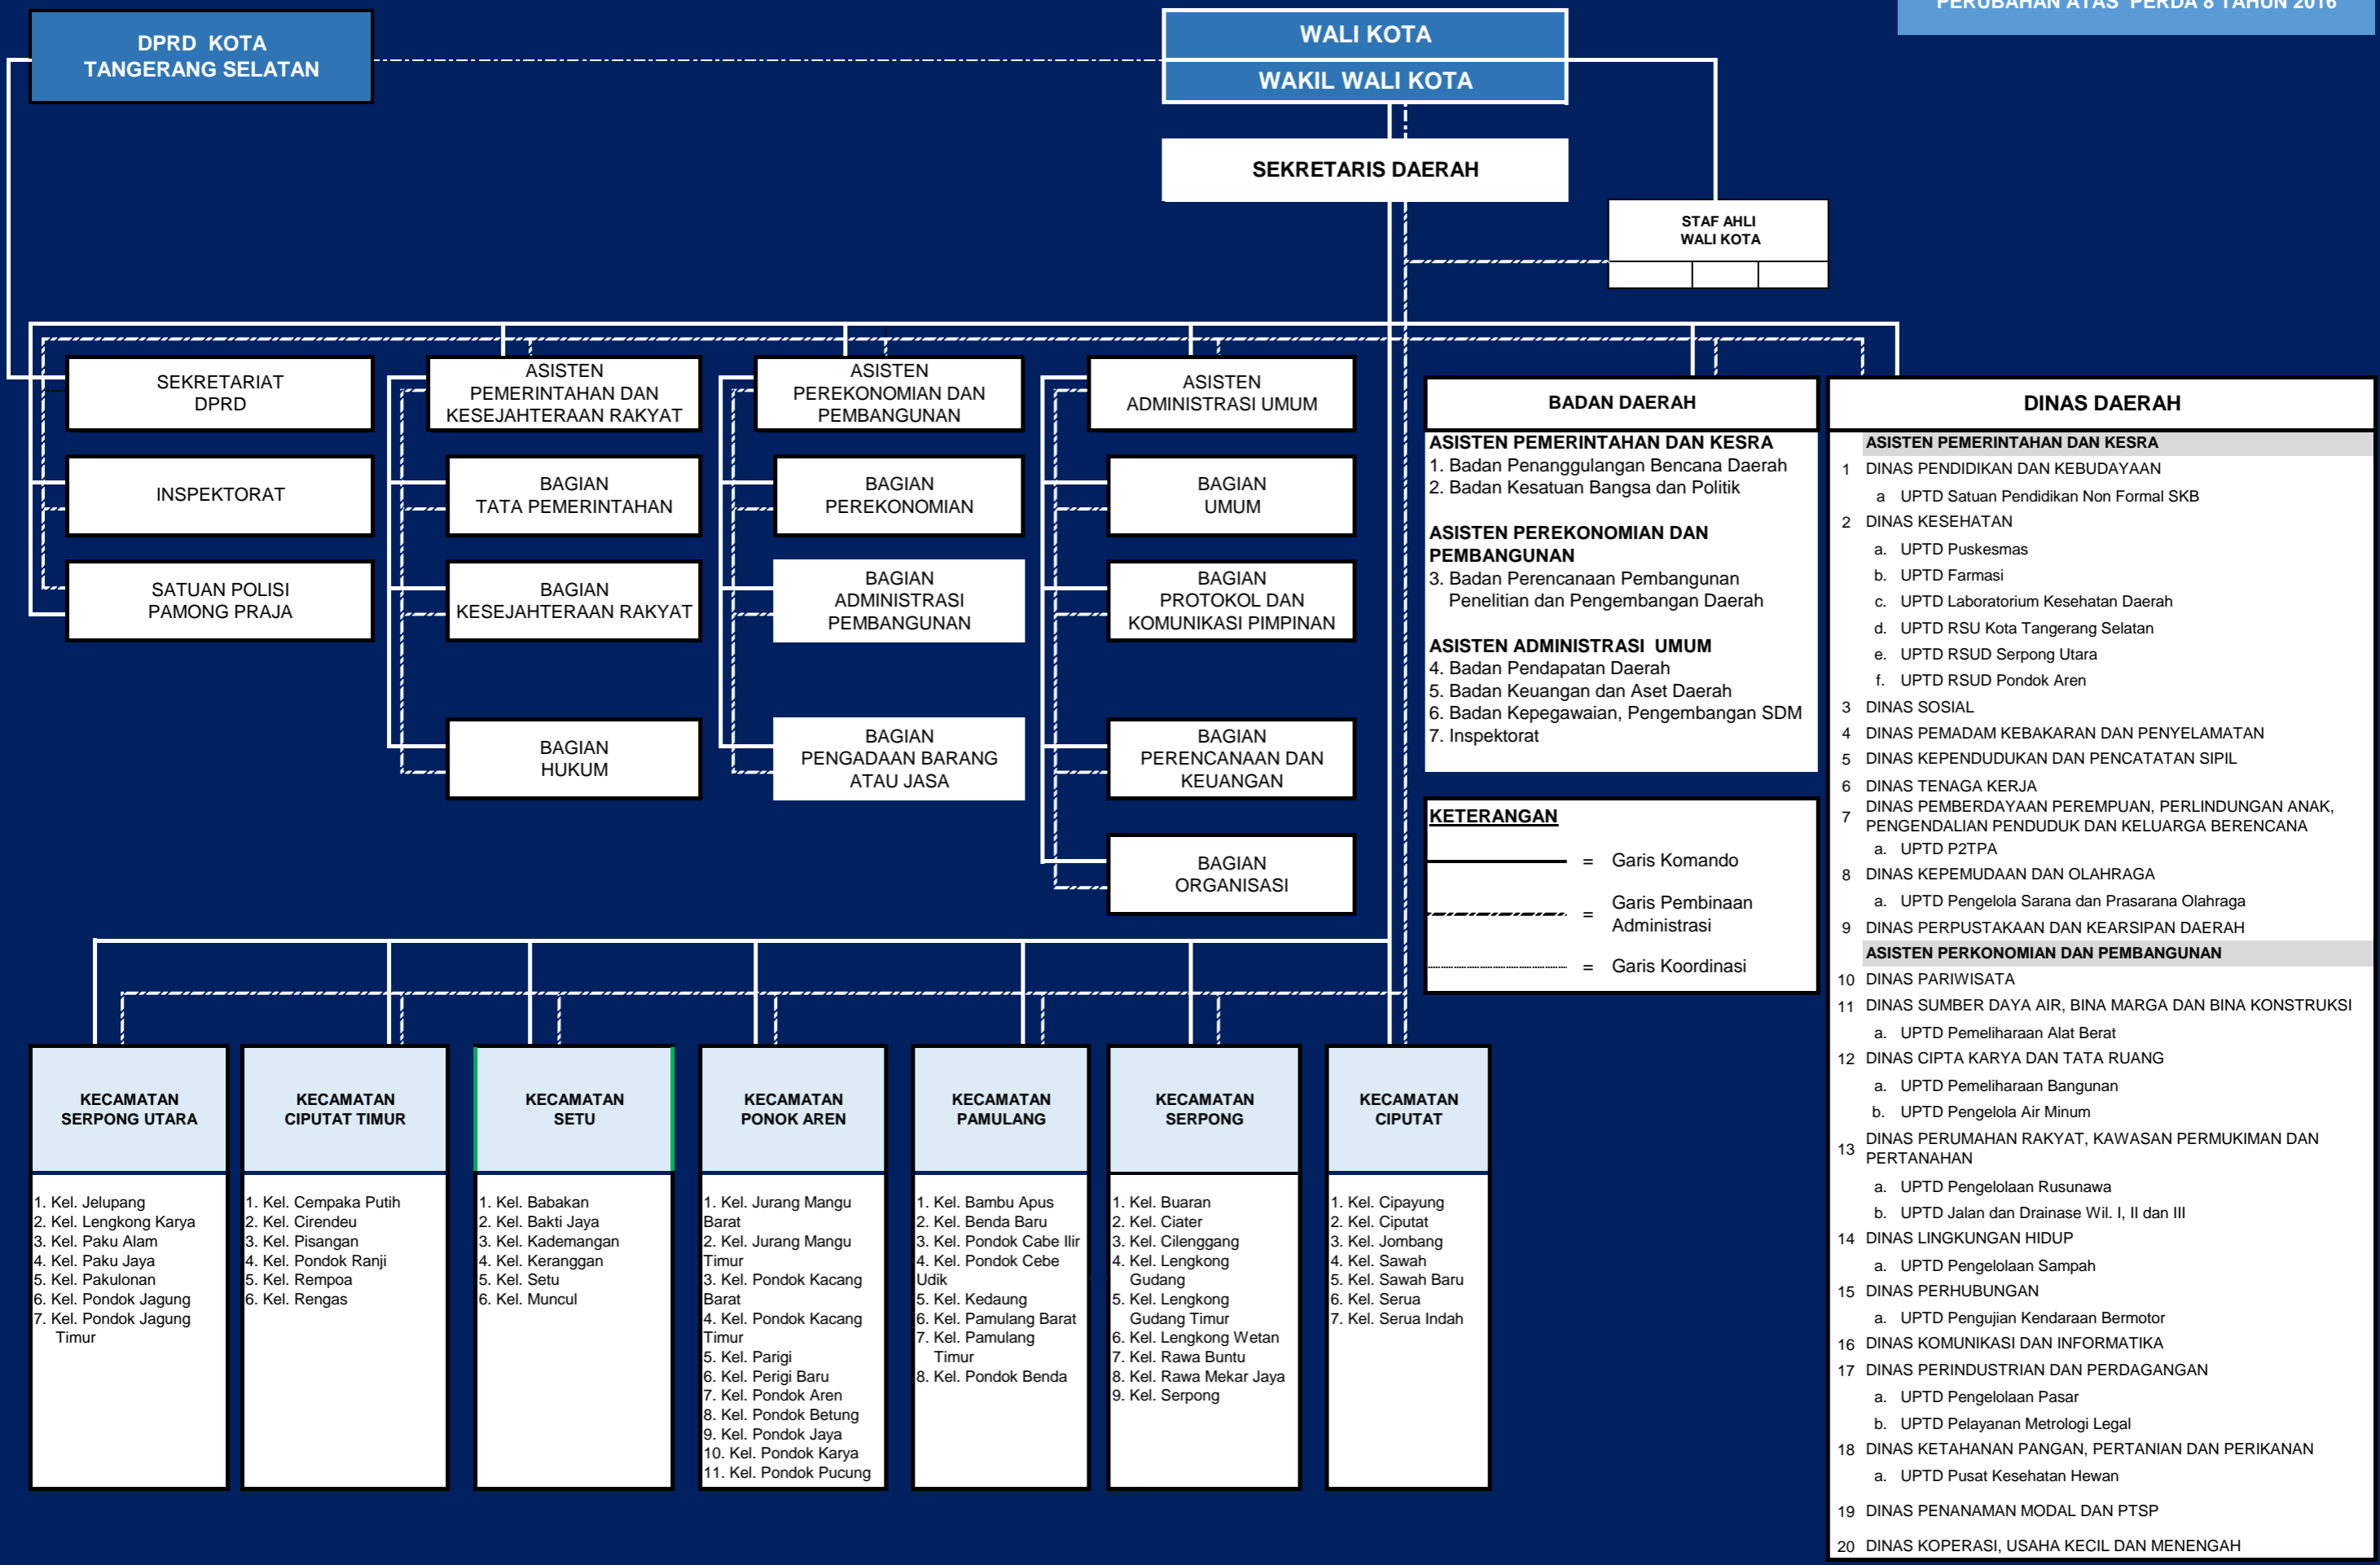 PERUBAHAN ATAS PERDA 8 TAHUN 2016
DPRD KOTA
TANGERANG SELATAN
WALI KOTA
WAKIL WALI KOTA
SEKRETARIS DAERAH
STAF AHLI
WALI KOTA
SEKRETARIAT
DPRD
INSPEKTORAT
SATUAN POLISI
PAMONG PRAJA
ASISTEN
PEMERINTAHAN DAN
KESEJAHTERAAN RAKYAT
BAGIAN
TATA PEMERINTAHAN
BAGIAN
KESEJAHTERAAN RAKYAT
BAGIAN
HUKUM
ASISTEN
PEREKONOMIAN DAN
PEMBANGUNAN
BAGIAN
PEREKONOMIAN
BAGIAN
ADMINISTRASI
PEMBANGUNAN
BAGIAN
PENGADAAN BARANG
ATAU JASA
ASISTEN
ADMINISTRASI UMUM
BAGIAN
UMUM
BAGIAN
PROTOKOL DAN
KOMUNIKASI PIMPINAN
BAGIAN
PERENCANAAN DAN
KEUANGAN
BAGIAN
ORGANISASI
BADAN DAERAH
ASISTEN PEMERINTAHAN DAN KESRA
1. Badan Penanggulangan Bencana Daerah
2. Badan Kesatuan Bangsa dan Politik
ASISTEN PEREKONOMIAN DAN
PEMBANGUNAN
3. Badan Perencanaan Pembangunan
Penelitian dan Pengembangan Daerah
ASISTEN ADMINISTRASI UMUM
4. Badan Pendapatan Daerah
5. Badan Keuangan dan Aset Daerah
6. Badan Kepegawaian, Pengembangan SDM
7. Inspektorat
KETERANGAN
= Garis Komando
= Garis Pembinaan
Administrasi
= Garis Koordinasi
DINAS DAERAH
ASISTEN PEMERINTAHAN DAN KESRA
1 DINAS PENDIDIKAN DAN KEBUDAYAAN
a UPTD Satuan Pendidikan Non Formal SKB
2 DINAS KESEHATAN
a. UPTD Puskesmas
b. UPTD Farmasi
c. UPTD Laboratorium Kesehatan Daerah
d. UPTD RSU Kota Tangerang Selatan
e. UPTD RSUD Serpong Utara
f. UPTD RSUD Pondok Aren
3 DINAS SOSIAL
4 DINAS PEMADAM KEBAKARAN DAN PENYELAMATAN
5 DINAS KEPENDUDUKAN DAN PENCATATAN SIPIL
6 DINAS TENAGA KERJA
7 DINAS PEMBERDAYAAN PEREMPUAN, PERLINDUNGAN ANAK,
PENGENDALIAN PENDUDUK DAN KELUARGA BERENCANA
a. UPTD P2TPA
8 DINAS KEPEMUDAAN DAN OLAHRAGA
a. UPTD Pengelola Sarana dan Prasarana Olahraga
9 DINAS PERPUSTAKAAN DAN KEARSIPAN DAERAH
ASISTEN PERKONOMIAN DAN PEMBANGUNAN
10 DINAS PARIWISATA
11 DINAS SUMBER DAYA AIR, BINA MARGA DAN BINA KONSTRUKSI
a. UPTD Pemeliharaan Alat Berat
12 DINAS CIPTA KARYA DAN TATA RUANG
a. UPTD Pemeliharaan Bangunan
b. UPTD Pengelola Air Minum
13 DINAS PERUMAHAN RAKYAT, KAWASAN PERMUKIMAN DAN
PERTANAHAN
a. UPTD Pengelolaan Rusunawa
b. UPTD Jalan dan Drainase Wil. I, II dan III
14 DINAS LINGKUNGAN HIDUP
a. UPTD Pengelolaan Sampah
15 DINAS PERHUBUNGAN
a. UPTD Pengujian Kendaraan Bermotor
16 DINAS KOMUNIKASI DAN INFORMATIKA
17 DINAS PERINDUSTRIAN DAN PERDAGANGAN
a. UPTD Pengelolaan Pasar
b. UPTD Pelayanan Metrologi Legal
18 DINAS KETAHANAN PANGAN, PERTANIAN DAN PERIKANAN
a. UPTD Pusat Kesehatan Hewan
19 DINAS PENANAMAN MODAL DAN PTSP
20 DINAS KOPERASI, USAHA KECIL DAN MENENGAH
KECAMATAN
SERPONG UTARA
1. Kel. Jelupang
2. Kel. Lengkong Karya
3. Kel. Paku Alam
4. Kel. Paku Jaya
5. Kel. Pakulonan
6. Kel. Pondok Jagung
7. Kel. Pondok Jagung
Timur
KECAMATAN
CIPUTAT TIMUR
1. Kel. Cempaka Putih
2. Kel. Cirendeu
3. Kel. Pisangan
4. Kel. Pondok Ranji
5. Kel. Rempoa
6. Kel. Rengas
KECAMATAN
SETU
1. Kel. Babakan
2. Kel. Bakti Jaya
3. Kel. Kademangan
4. Kel. Keranggan
5. Kel. Setu
6. Kel. Muncul
KECAMATAN
PONOK AREN
1. Kel. Jurang Mangu
Barat
2. Kel. Jurang Mangu
Timur
3. Kel. Pondok Kacang
Barat
4. Kel. Pondok Kacang
Timur
5. Kel. Parigi
6. Kel. Perigi Baru
7. Kel. Pondok Aren
8. Kel. Pondok Betung
9. Kel. Pondok Jaya
10. Kel. Pondok Karya
11. Kel. Pondok Pucung
KECAMATAN
PAMULANG
1. Kel. Bambu Apus
2. Kel. Benda Baru
3. Kel. Pondok Cabe Ilir
4. Kel. Pondok Cebe
Udik
5. Kel. Kedaung
6. Kel. Pamulang Barat
7. Kel. Pamulang
Timur
8. Kel. Pondok Benda
KECAMATAN
SERPONG
1. Kel. Buaran
2. Kel. Ciater
3. Kel. Cilenggang
4. Kel. Lengkong
Gudang
5. Kel. Lengkong
Gudang Timur
6. Kel. Lengkong Wetan
7. Kel. Rawa Buntu
8. Kel. Rawa Mekar Jaya
9. Kel. Serpong
KECAMATAN
CIPUTAT
1. Kel. Cipayung
2. Kel. Ciputat
3. Kel. Jombang
4. Kel. Sawah
5. Kel. Sawah Baru
6. Kel. Serua
7. Kel. Serua Indah